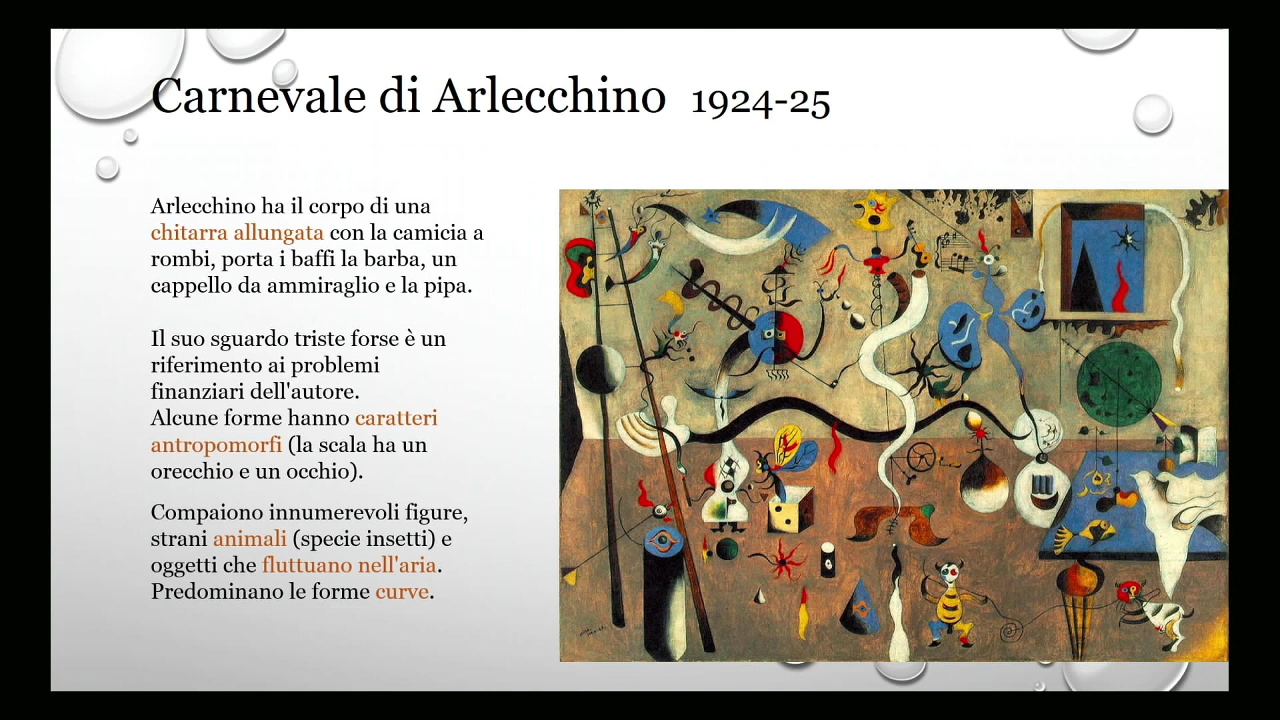 Carnevale di Arlecchino 1924-25
Arlecchino ha il corpo di una
chitarra allungata con la camicia a
rombi, porta i baffi la barba, un
cappello da ammiraglio e la pipa.
Il suo sguardo triste forse è un
riferimento ai problemi
finanziari dell'autore.
Alcune forme hanno caratteri
antropomorfi (la scala ha un
orecchio e un occhio).
Compaiono innumerevoli figure,
strani animali (specie insetti) e
oggetti che fluttuano nell'aria.
Predominano le forme curve.